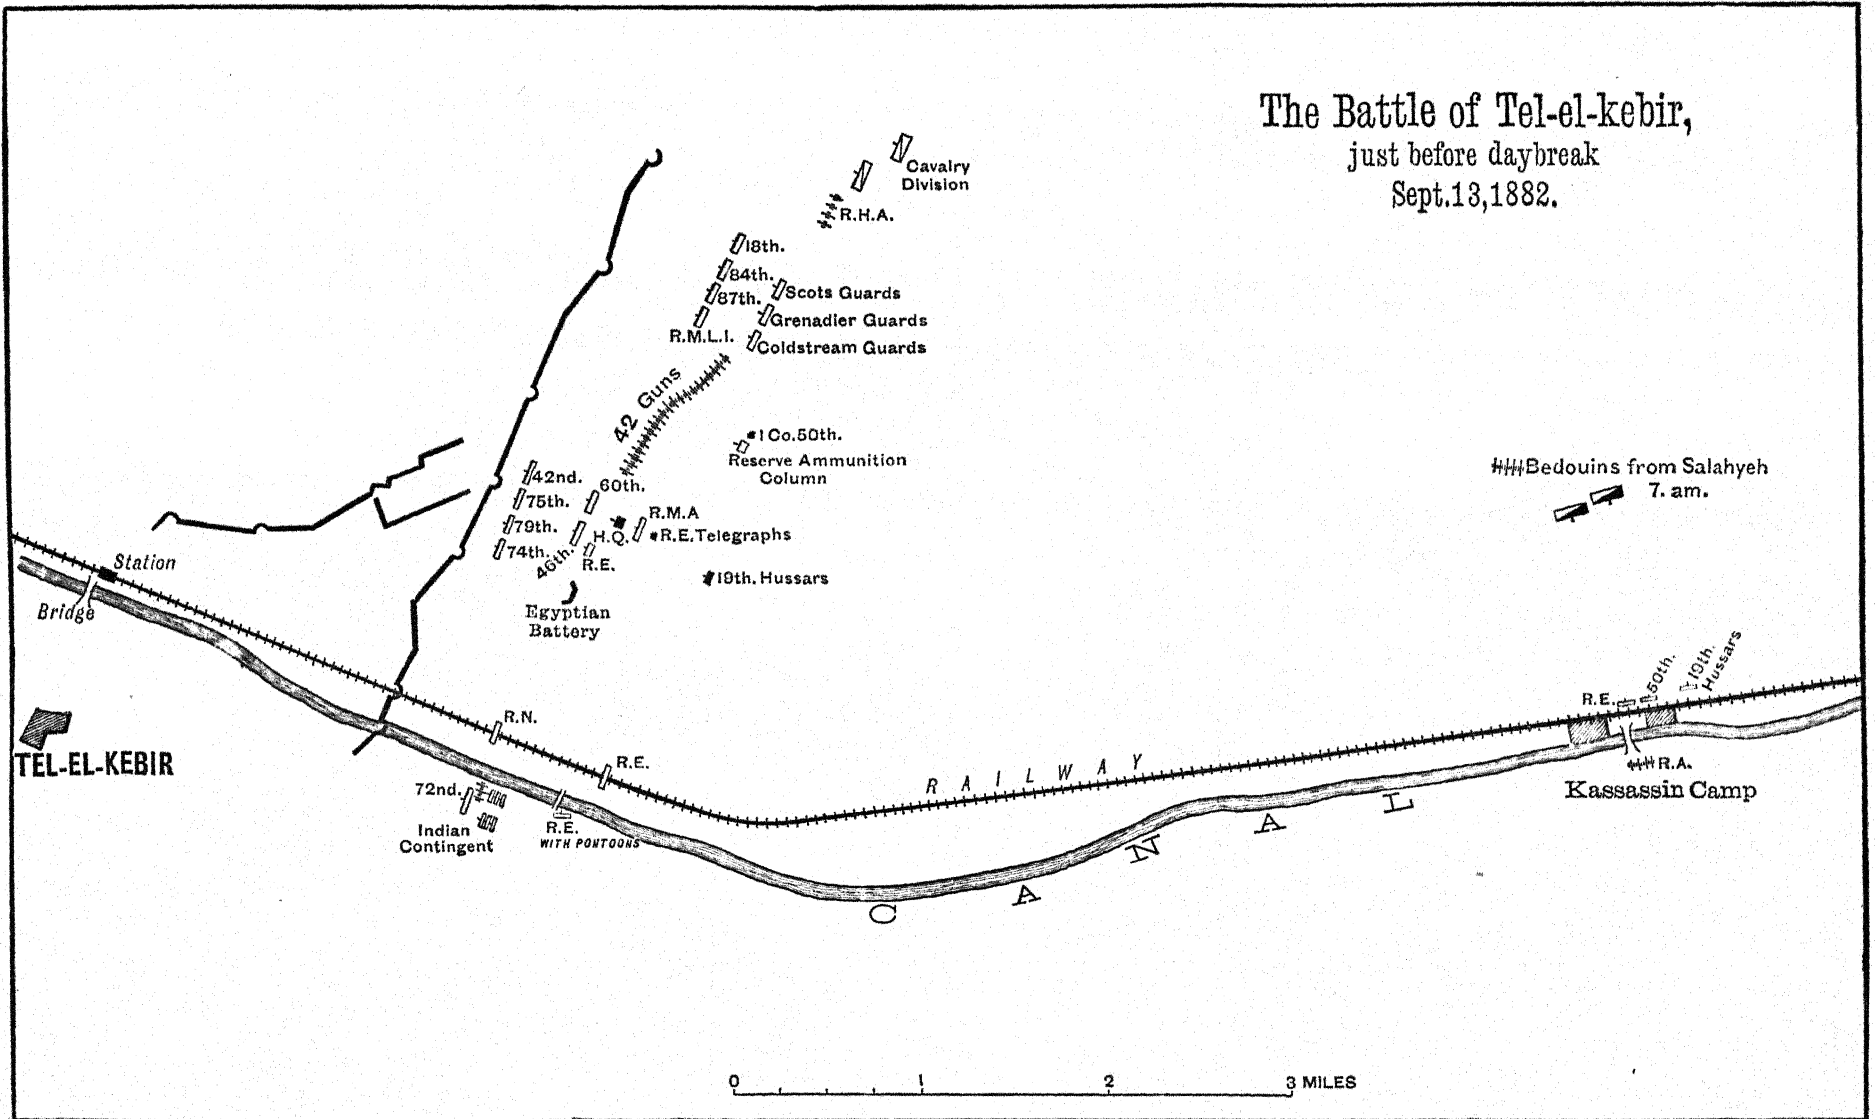 The Battle of Tel-el-kebir,
just before daybreak
Sept.13,1882.
Cavalry
Division
R.H.A.
18th.
84th.
87th.
R.M.L.I.
Scots Guards
Grenadier Guards
Coldstream Guards
42 Guns
1 Co.50th.
Reserve Ammunition
Column
42nd.
75th.
79th.
74th.
60th.
46th.
H.Q.
R.E.
R.M.A
R.E.Telegraphs
19th. Hussars
Egyptian
Battery
Bedouins from Salahyeh
7. am.
Station
Bridge
TEL-EL-KEBIR
R.N.
R.E.
72nd.
Indian
Contingent
R.E.
WITH PONTOONS
RAILWAY
CANAL
R.E.
50th.
19th.
Hussars
R.A.
Kassassin Camp
0 1 2 3 MILES